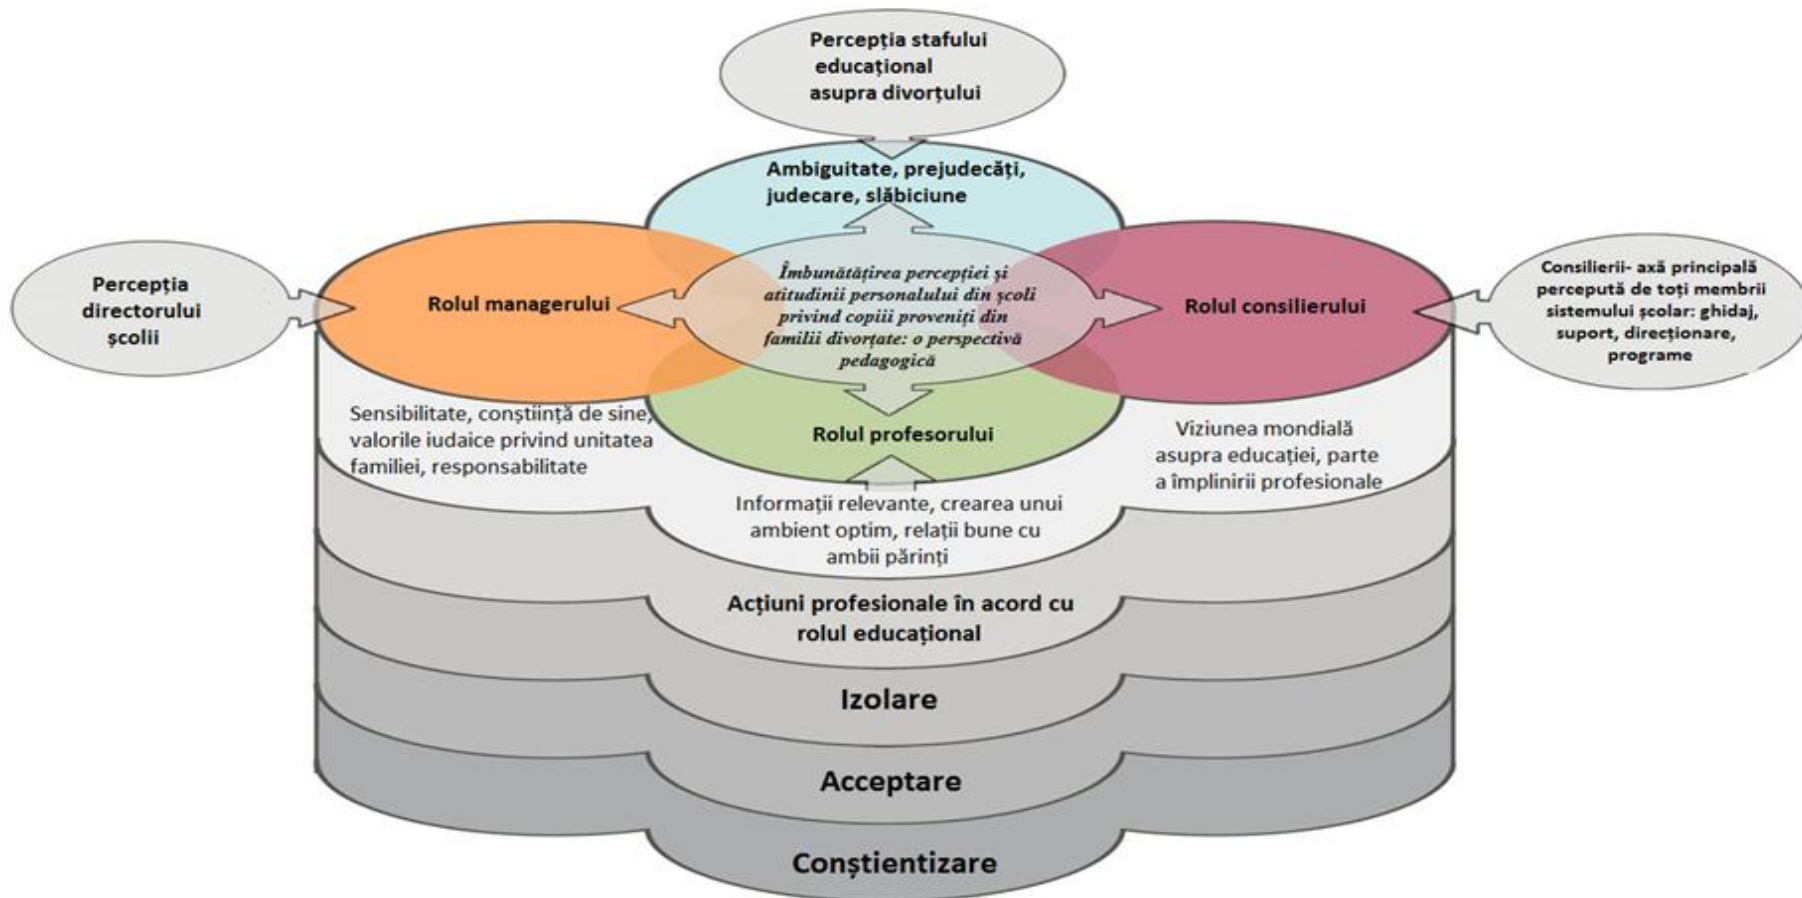 Percepția stafului
educațional
asupra divorțului
Ambiguitate, prejudecăți,
judecare, slăbiciune
Percepția
directorului
școlii
Rolul managerului
Îmbunătățirea percepției și
atitudinii personalului din școli
privind copiii proveniți din
familii divorțate: o perspectivă
pedagogică
Rolul consilierului
Consilierii- axă principală
percepută de toți membrii
sistemului școlar: ghidaj,
suport, direcționare,
programe
Sensibilitate, conștiință de sine,
valorile iudaice privind unitatea
familiei, responsabilitate
Rolul profesorului
Viziunea mondială
asupra educației, parte
a împlinirii profesionale
Informații relevante, crearea unui
ambient optim, relații bune cu
ambii părinți
Acțiuni profesionale în acord cu
rolul educațional
Izolare
Acceptare
Conștientizare